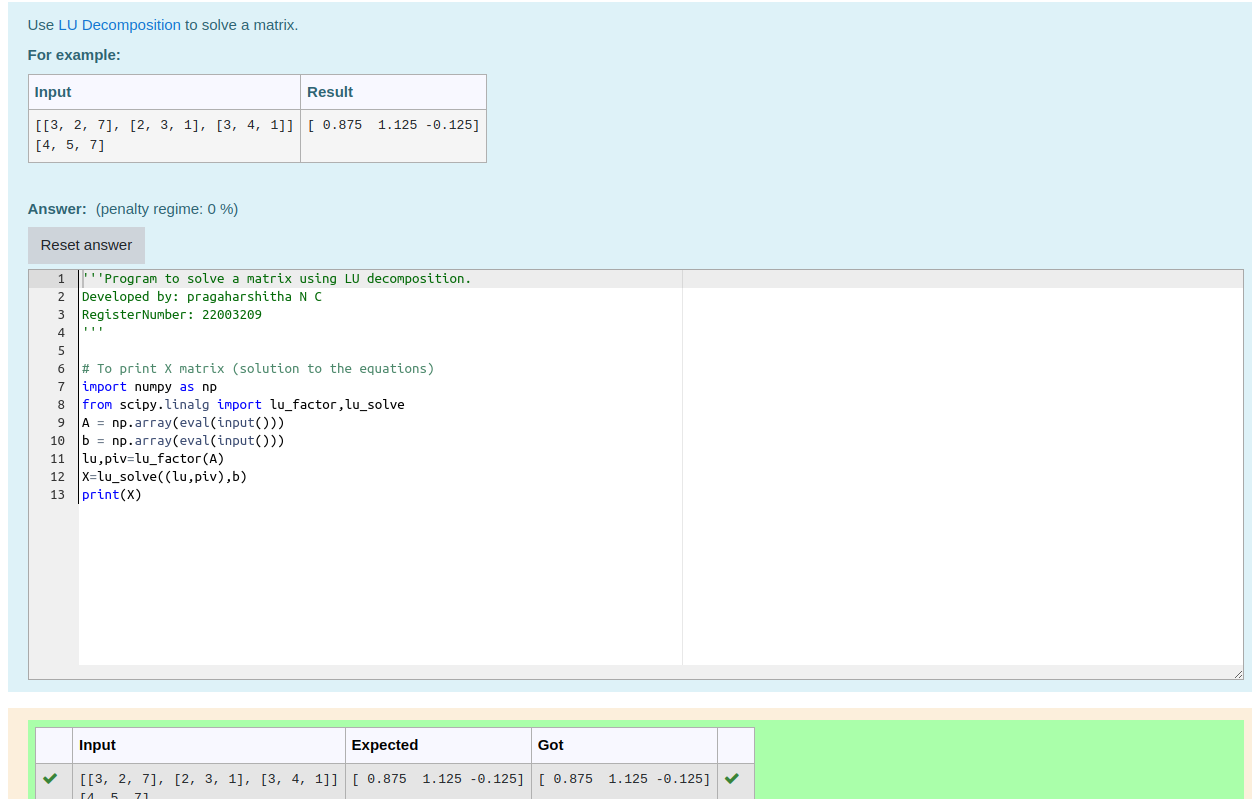 Use LU Decomposition to solve a matrix.
For example:
Input Result
[[3, 2, 7], [2, 3, 1], [3, 4, 1]] [ 0.875  1.125 -0.125]
[4, 5, 7]
Answer: (penalty regime: 0 %)
Reset answer
1 '''Program to solve a matrix using LU decomposition.
2 Developed by: pragaharshitha N C
3 RegisterNumber: 22003209
4 '''
5
6 # To print X matrix (solution to the equations)
7 import numpy as np
8 from scipy.linalg import lu_factor,lu_solve
9 A = np.array(eval(input()))
10 b = np.array(eval(input()))
11 lu,piv=lu_factor(A)
12 X=lu_solve((lu,piv),b)
13 print(X)
Input Expected Got
[[3, 2, 7], [2, 3, 1], [3, 4, 1]] [ 0.875  1.125 -0.125] [ 0.875  1.125 -0.125]
[4, 5, 7]